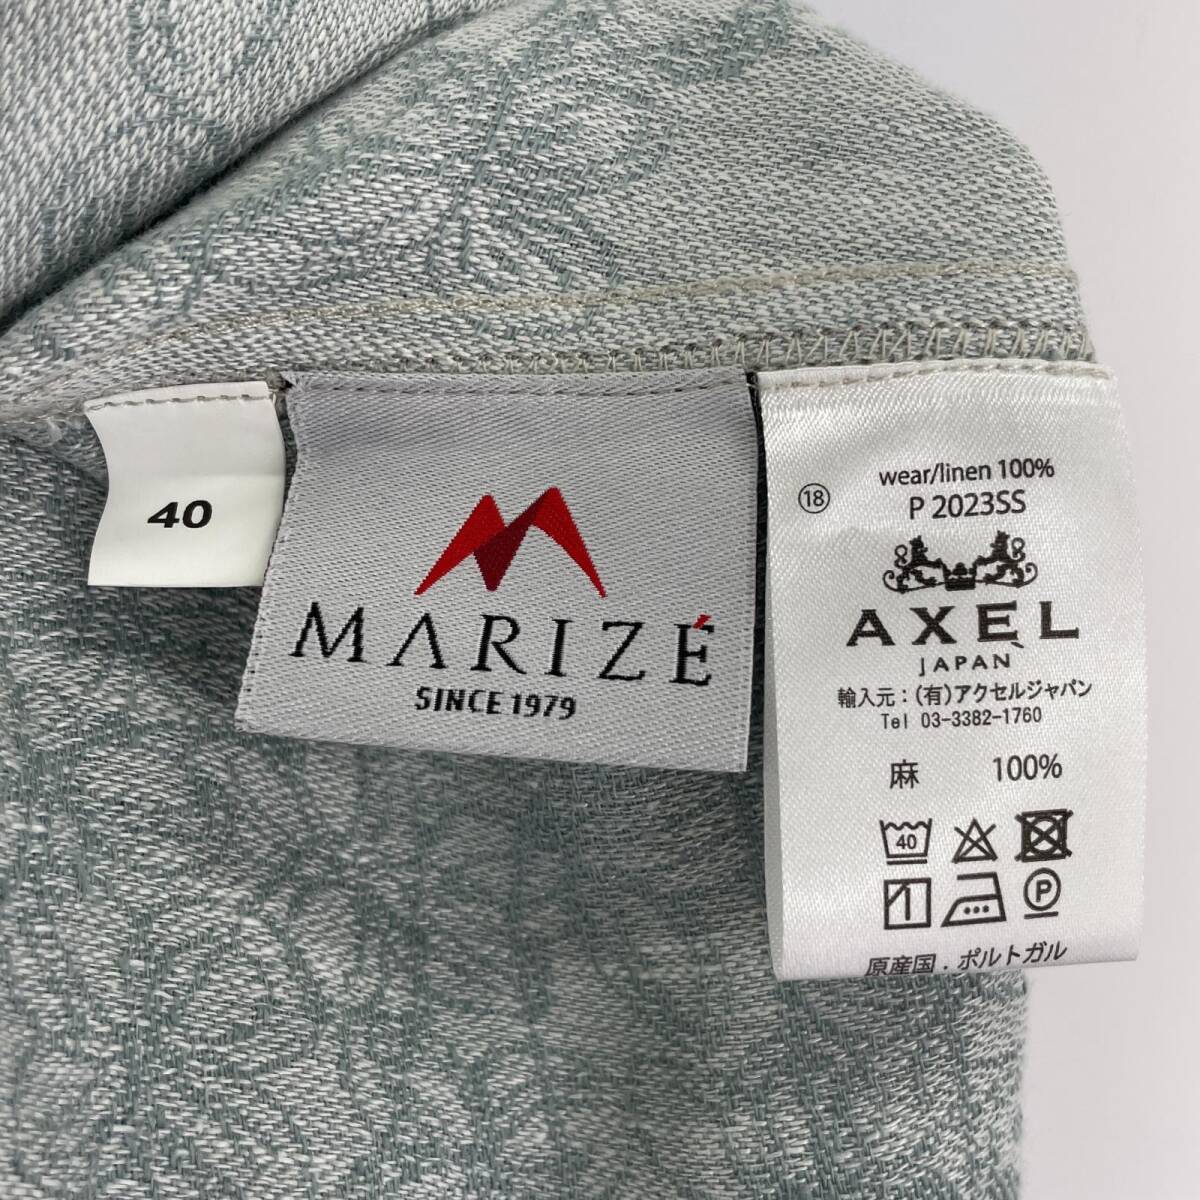 40
MARIZÉ
SINCE 1979
18
wear/linen 100%
P 2023SS
AXEL
JAPAN
輸入元：(有)アクセルジャパン
Tel 03-3382-1760
麻 100%
40
P
原産国．ポルトガル